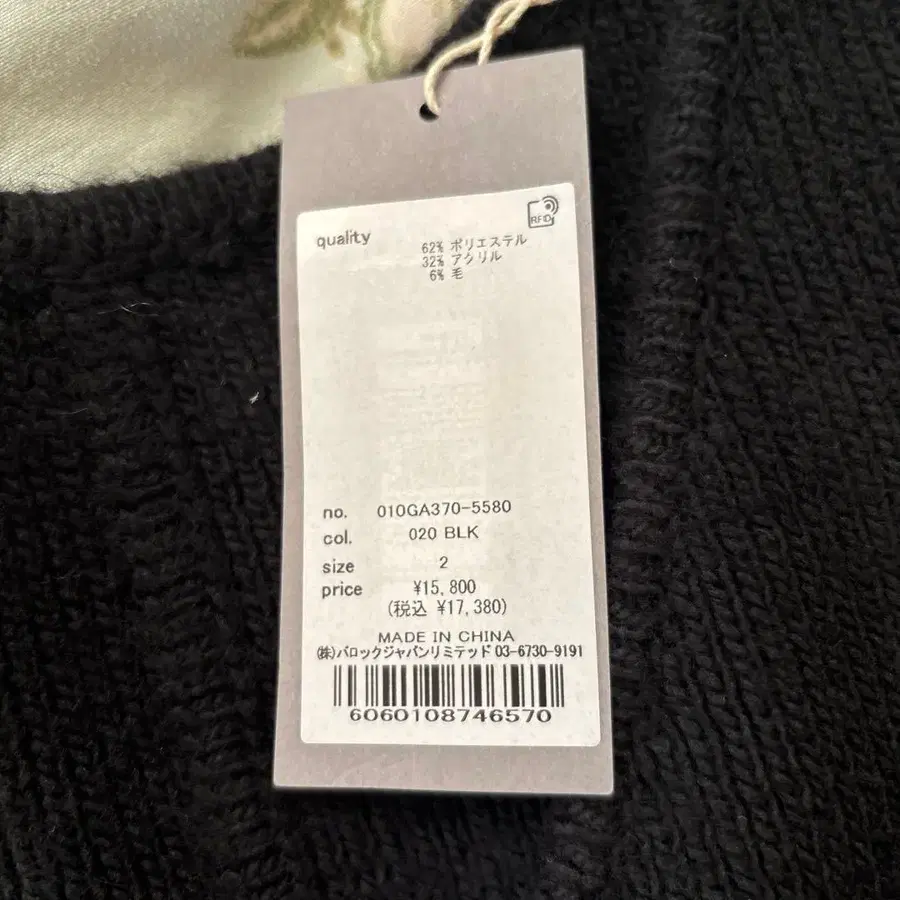 RFID
quality
62% ポリエステル
32% アクリル
6% 毛
no. 010GA370-5580
col. 020 BLK
size 2
price ¥15,800
(税込 ¥17,380)
MADE IN CHINA
㈱バロックジャパンリミテッド 03-6730-9191
6060108746570